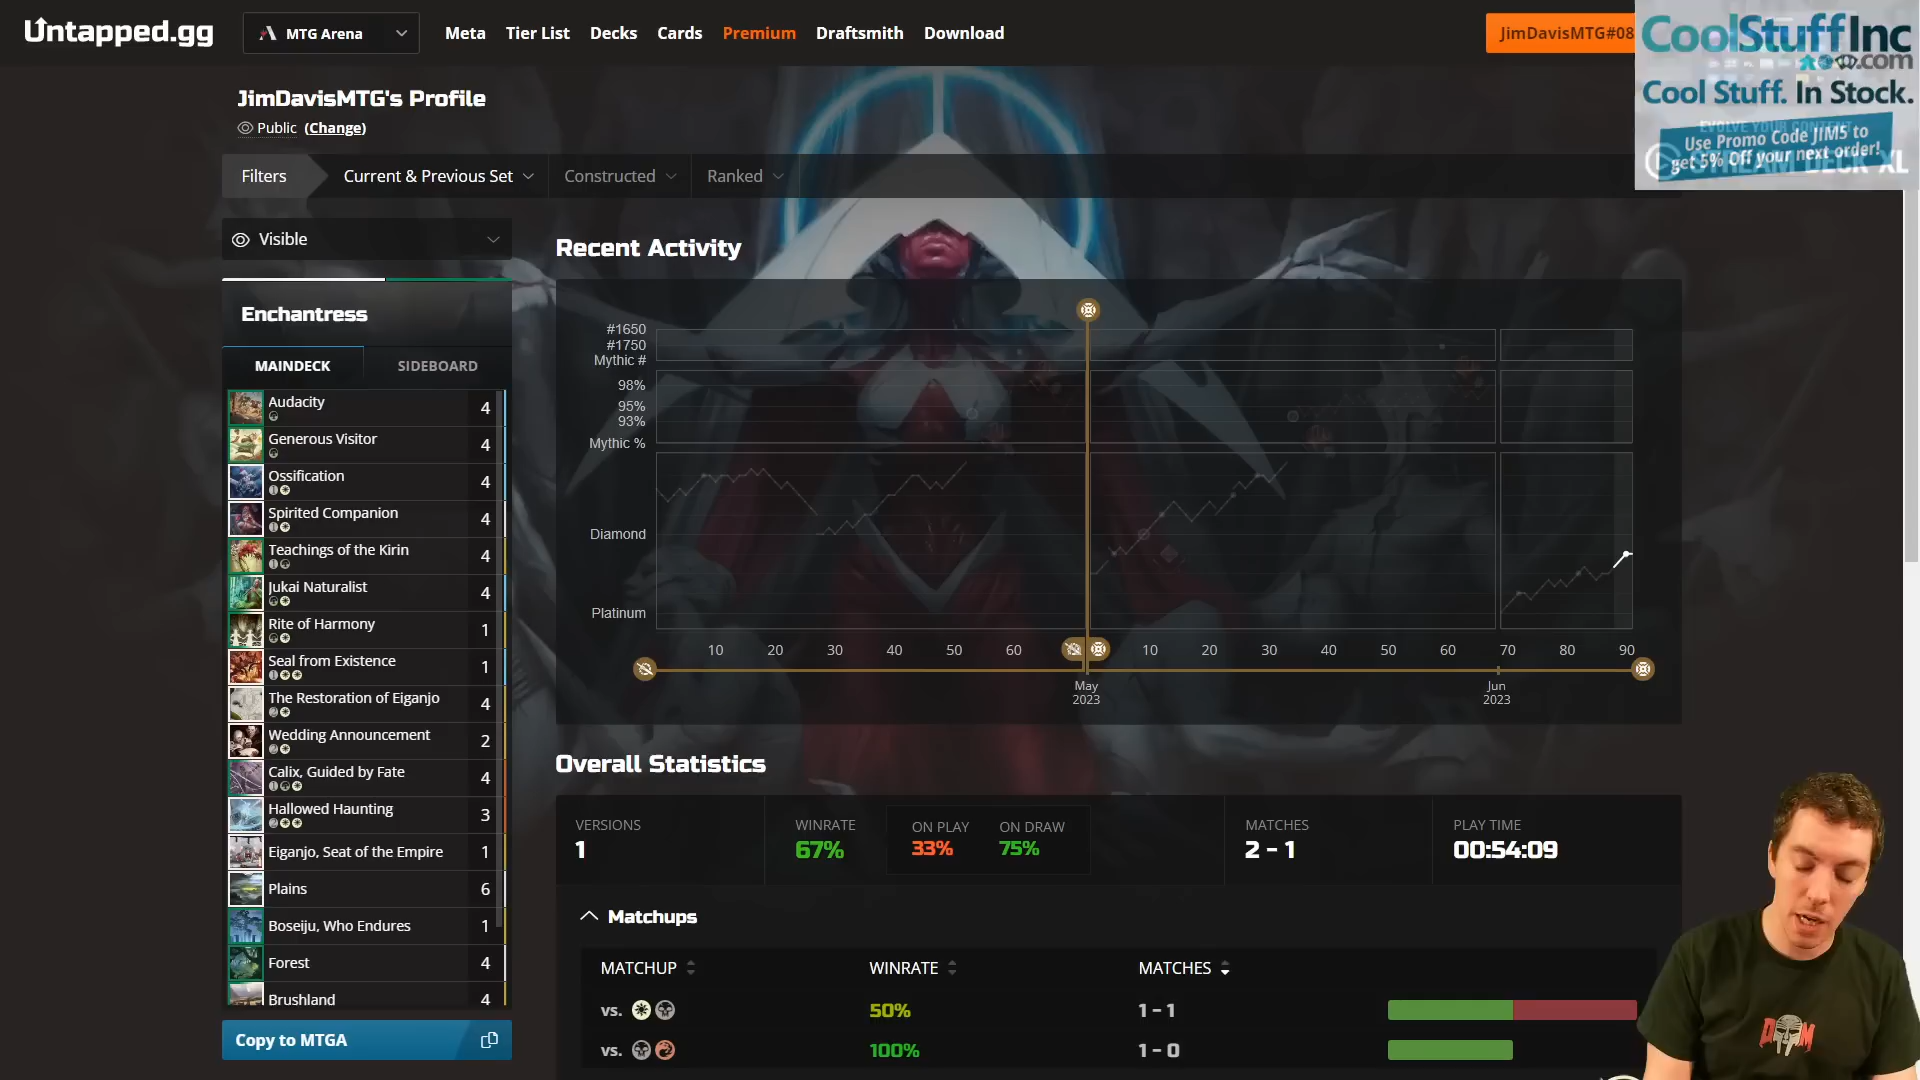 Untapped.gg
MTG Arena
Meta
Tier List
Decks
Cards
Premium
Draftsmith
Download
JimDavisMTG#08
CoolStuffInc
.com
Cool Stuff. In Stock.
EVOLVE YOUR CONTENT
Use Promo Code JIM5 to
get 5% Off your next order!
STREAM DECK XL
JimDavisMTG's Profile
Public (Change)
Filters
Current & Previous Set
Constructed
Ranked
Visible
Enchantress
MAINDECK
SIDEBOARD
Audacity 4
Generous Visitor 4
Ossification 4
Spirited Companion 4
Teachings of the Kirin 4
Jukai Naturalist 4
Rite of Harmony 1
Seal from Existence 1
The Restoration of Eiganjo 4
Wedding Announcement 2
Calix, Guided by Fate 4
Hallowed Haunting 3
Eiganjo, Seat of the Empire 1
Plains 6
Boseiju, Who Endures 1
Forest 4
Brushland 4
Copy to MTGA
Recent Activity
#1650
#1750
Mythic #
98%
95%
93%
Mythic %
Diamond
Platinum
10 20 30 40 50 60 10 20 30 40 50 60 70 80 90
May
2023
Jun
2023
Overall Statistics
VERSIONS
1
WINRATE
67%
ON PLAY
33%
ON DRAW
75%
MATCHES
2 - 1
PLAY TIME
00:54:09
Matchups
MATCHUP
WINRATE
MATCHES
vs. 50% 1 - 1
vs. 100% 1 - 0
DOOM